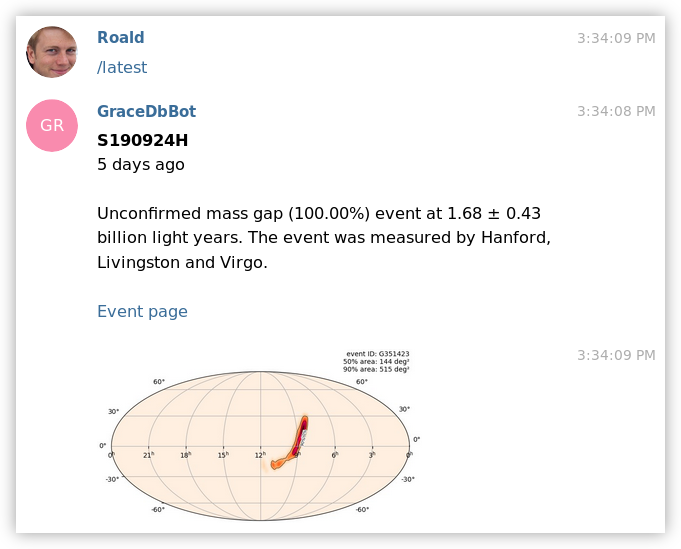 Roald
3:34:09 PM
/latest
GR
GraceDbBot
3:34:08 PM
S190924H
5 days ago
Unconfirmed mass gap (100.00%) event at 1.68 ± 0.43
billion light years. The event was measured by Hanford,
Livingston and Virgo.
Event page
3:34:09 PM
event ID: G351423
50% area: 144 deg²
90% area: 515 deg²
60° 60°
30° 30°
0° 0°
0ʰ 21ʰ 18ʰ 15ʰ 12ʰ 6ʰ 3ʰ 0ʰ
-30° -30°
-60° -60°